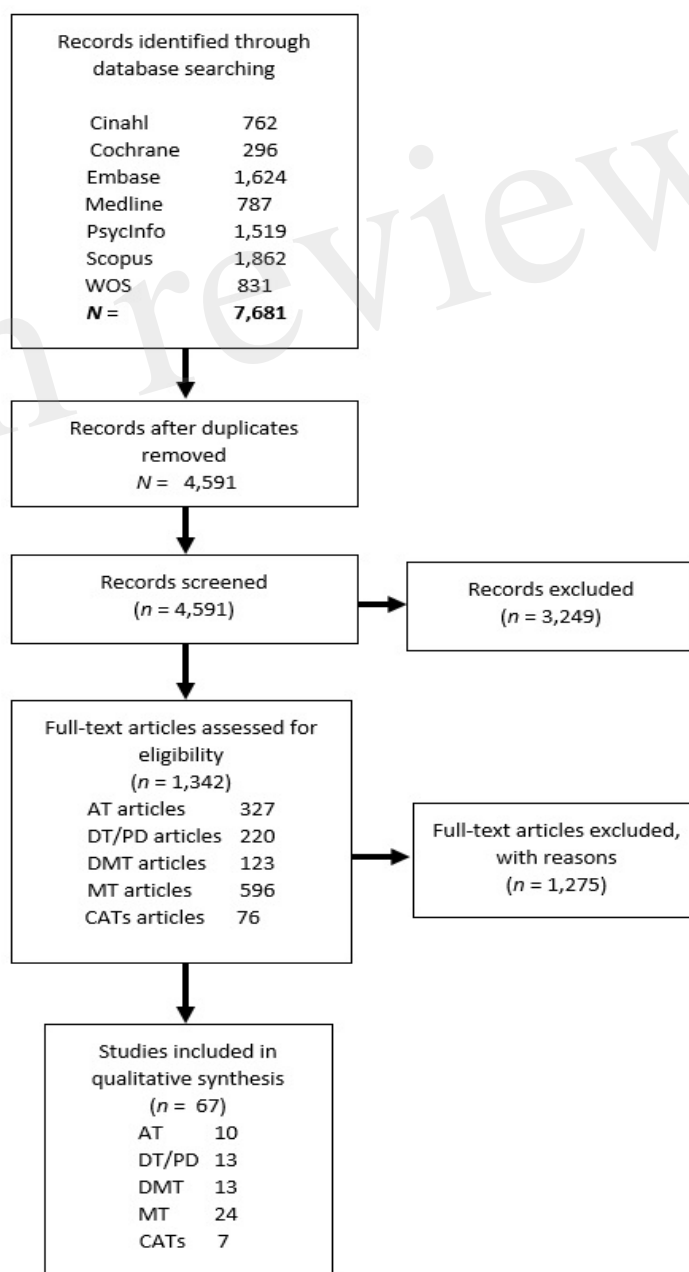 Records identified through
database searching
Cinahl 762
Cochrane 296
Embase 1,624
Medline 787
PsycInfo 1,519
Scopus 1,862
WOS 831
N = 7,681
Records after duplicates
removed
N = 4,591
Records screened
(n = 4,591)
Records excluded
(n = 3,249)
Full-text articles assessed for
eligibility
(n = 1,342)
AT articles 327
DT/PD articles 220
DMT articles 123
MT articles 596
CATs articles 76
Full-text articles excluded,
with reasons
(n = 1,275)
Studies included in
qualitative synthesis
(n = 67)
AT 10
DT/PD 13
DMT 13
MT 24
CATs 7
review